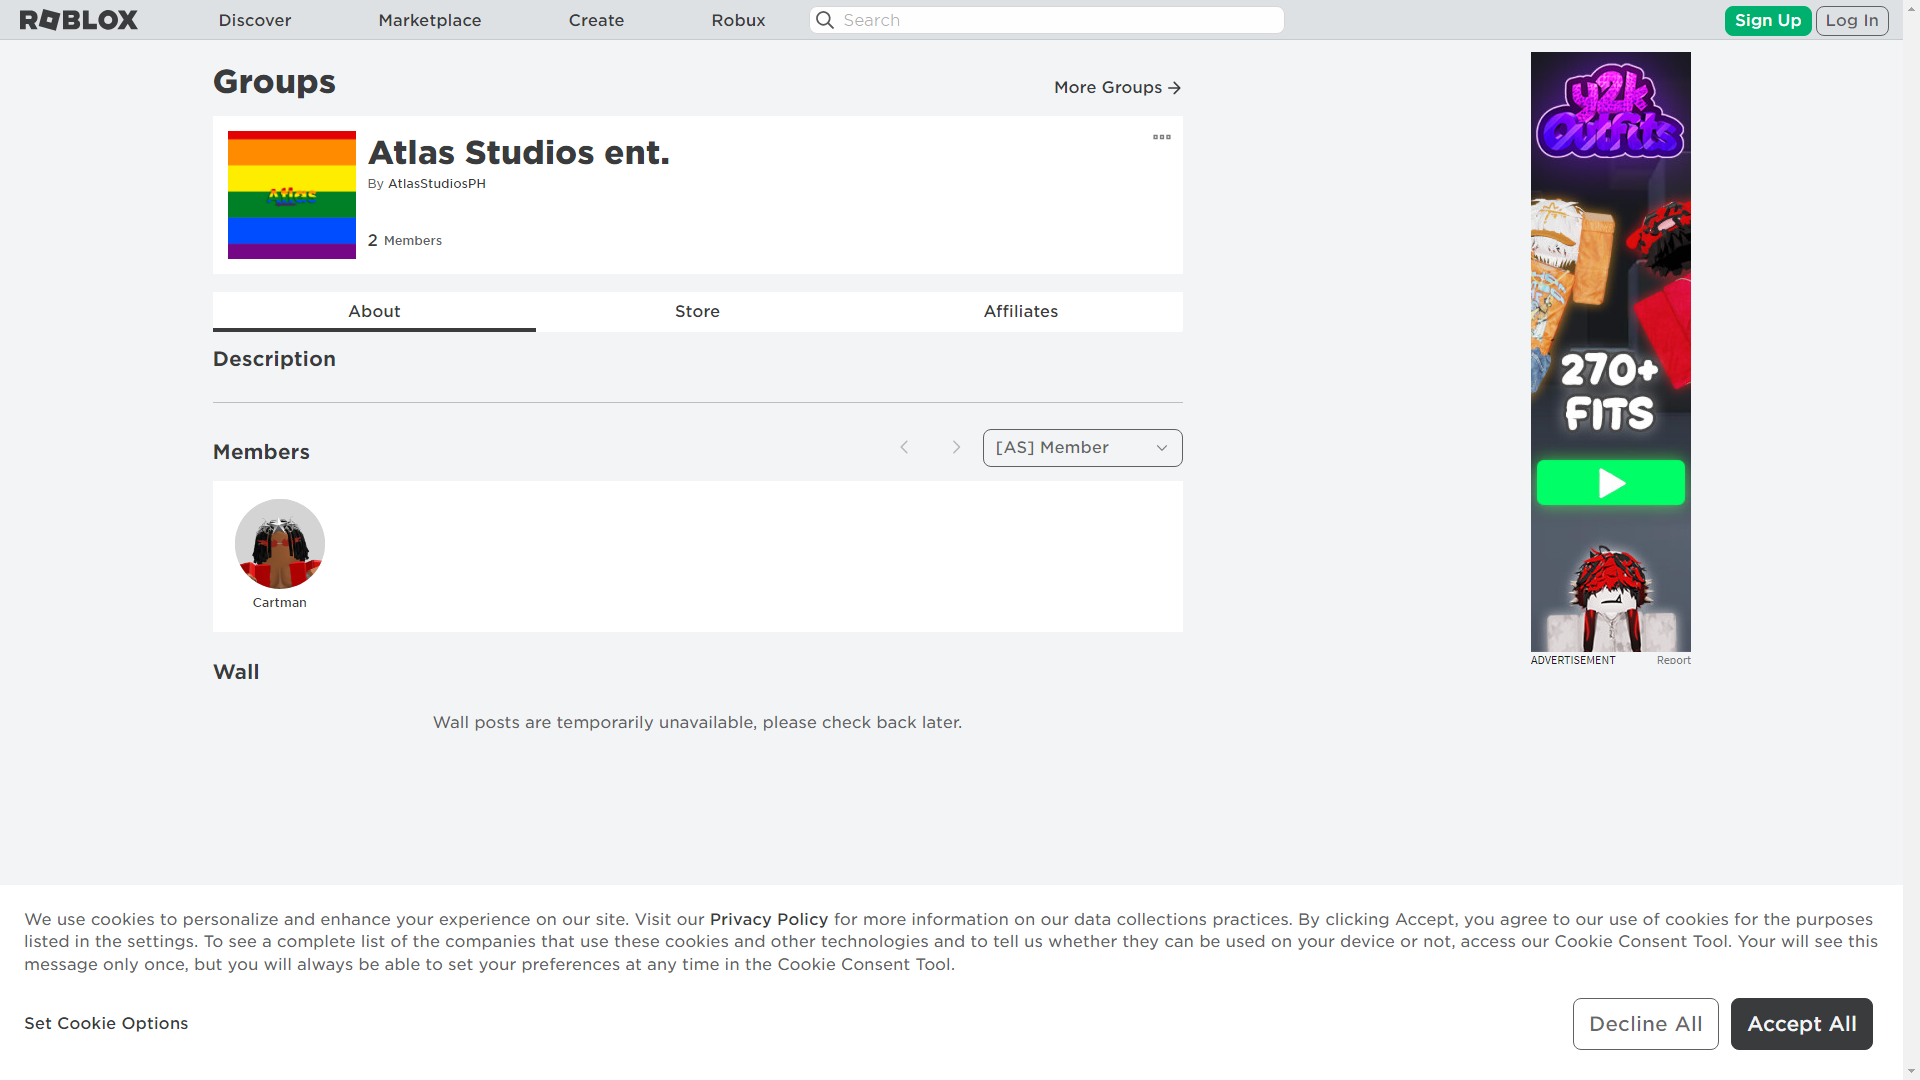 ROBLOX
Discover
Marketplace
Create
Robux
Search
Sign Up
Log In
Groups
More Groups
Atlas
Atlas Studios ent.
By AtlasStudiosPH
2 Members
About
Store
Affiliates
Description
Members
[AS] Member
Cartman
Wall
Wall posts are temporarily unavailable, please check back later.
y2k
Outfits
270+
FITS
ADVERTISEMENT
Report
We use cookies to personalize and enhance your experience on our site. Visit our Privacy Policy for more information on our data collections practices. By clicking Accept, you agree to our use of cookies for the purposes
listed in the settings. To see a complete list of the companies that use these cookies and other technologies and to tell us whether they can be used on your device or not, access our Cookie Consent Tool. Your will see this
message only once, but you will always be able to set your preferences at any time in the Cookie Consent Tool.
Set Cookie Options
Decline All
Accept All